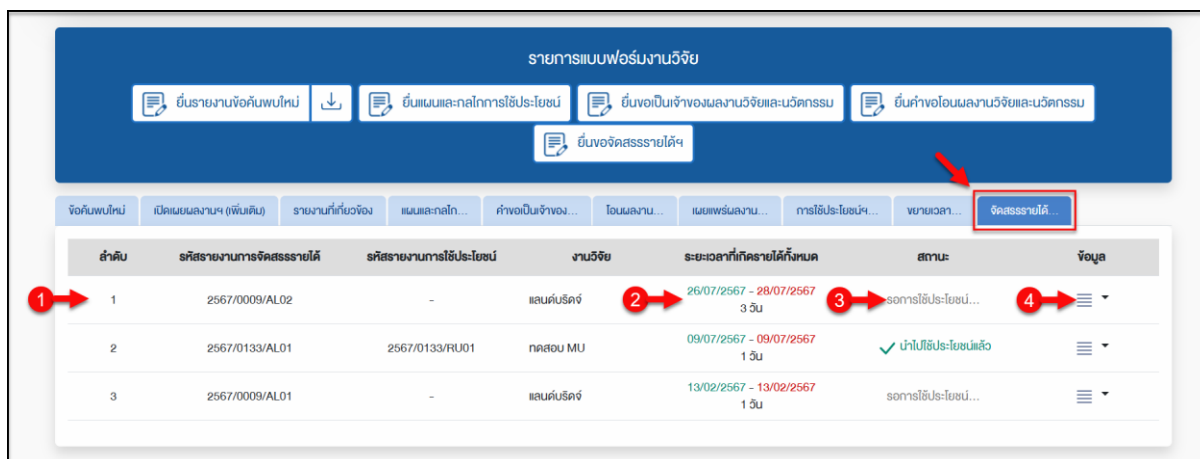 รายการแบบฟอร์มงานวิจัย
ยื่นรายงานข้อค้นพบใหม่ ยื่นแผนและกลไกการใช้ประโยชน์ ยื่นขอเป็นเจ้าของผลงานวิจัยและนวัตกรรม ยื่นคำขอโอนผลงานวิจัยและนวัตกรรม
ยื่นขอจัดสรรรายได้ฯ
ข้อค้นพบใหม่ เปิดเผยผลงานฯ (เพิ่มเติม) รายงานที่เกี่ยวข้อง แผนและกลไก... คำขอเป็นเจ้าของ... โอนผลงาน... เผยแพร่ผลงาน... การใช้ประโยชน์ฯ... ขยายเวลา... จัดสรรรายได้...
ลำดับ รหัสรายงานการจัดสรรรายได้ รหัสรายงานการใช้ประโยชน์ งานวิจัย ระยะเวลาที่เกิดรายได้ทั้งหมด สถานะ ข้อมูล
1 1 2567/0009/AL02 - แลนด์บริดจ์ 2 26/07/2567 - 28/07/2567 3 รอการใช้ประโยชน์... 4
3 วัน
2 2567/0133/AL01 2567/0133/RU01 ทดสอบ MU 09/07/2567 - 09/07/2567 นำไปใช้ประโยชน์แล้ว
1 วัน
3 2567/0009/AL01 - แลนด์บริดจ์ 13/02/2567 - 13/02/2567 รอการใช้ประโยชน์...
1 วัน